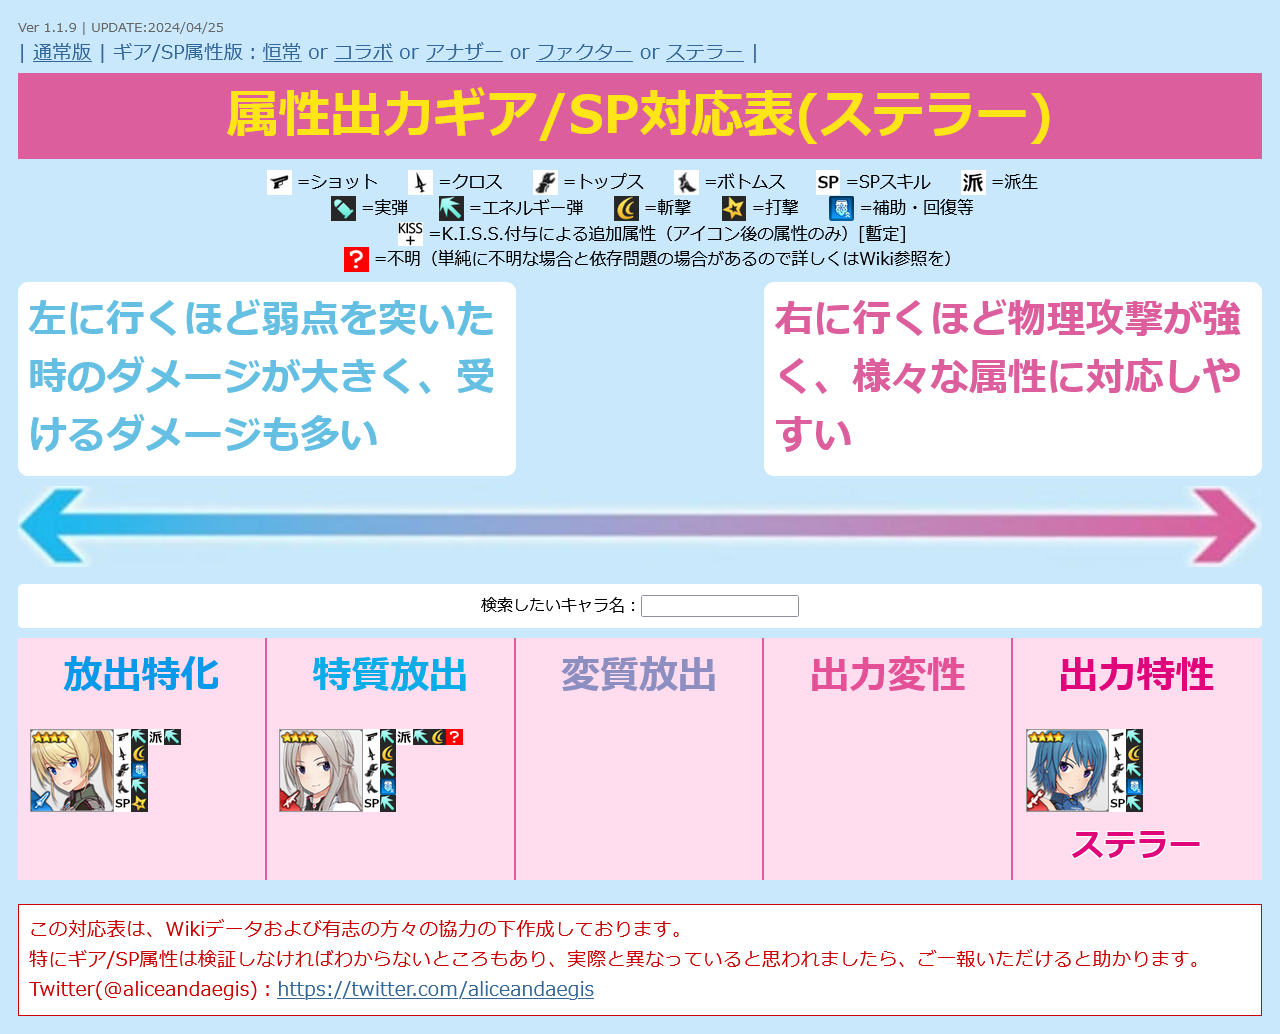 Ver 1.1.9 | UPDATE:2024/04/25
| 通常版 | ギア/SP属性版：恒常 or コラボ or アナザー or ファクター or ステラー |
属性出力ギア/SP対応表(ステラー)
=ショット =クロス =トップス =ボトムス SP =SPスキル 派 =派生
=実弾 =エネルギー弾 =斬撃 =打撃 =補助・回復等
KISS+ =K.I.S.S.付与による追加属性（アイコン後の属性のみ）[暫定]
? =不明（単純に不明な場合と依存問題の場合があるので詳しくはWiki参照を）
左に行くほど弱点を突いた
時のダメージが大きく、受
けるダメージも多い
右に行くほど物理攻撃が強
く、様々な属性に対応しや
すい
検索したいキャラ名：
放出特化 特質放出 変質放出 出力変性 出力特性
派
SP
派 ?
SP
SP
ステラー
この対応表は、Wikiデータおよび有志の方々の協力の下作成しております。
特にギア/SP属性は検証しなければわからないところもあり、実際と異なっていると思われましたら、ご一報いただけると助かります。
Twitter(@aliceandaegis)：https://twitter.com/aliceandaegis